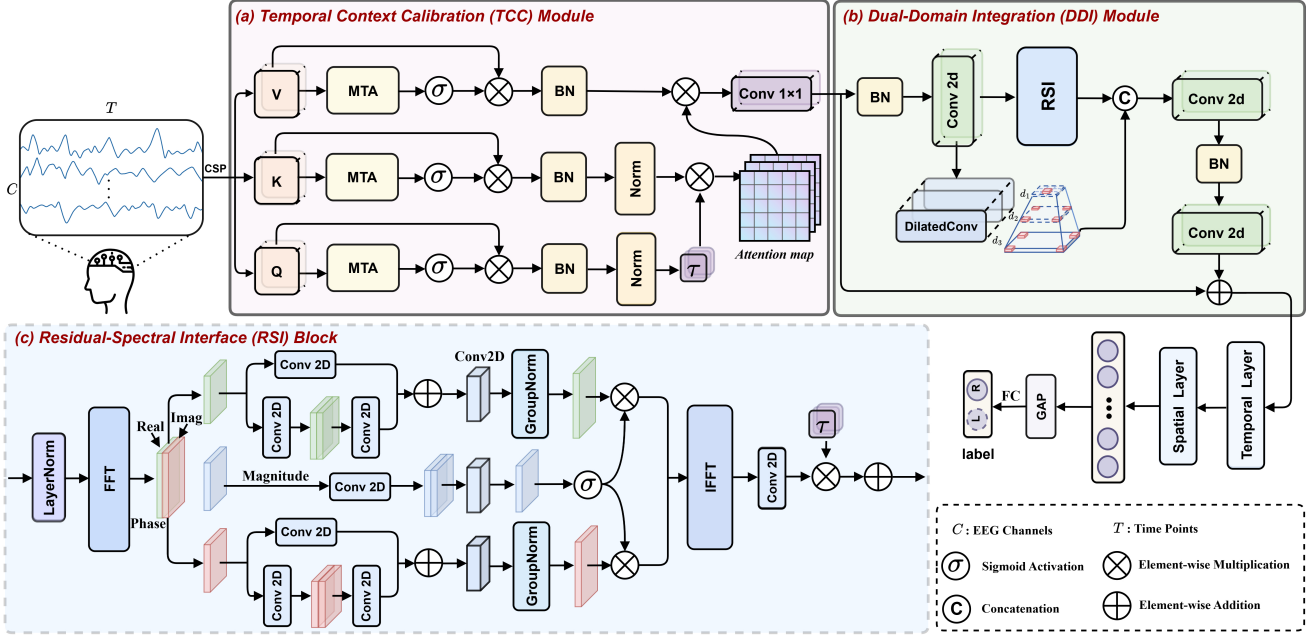 (a) Temporal Context Calibration (TCC) Module
T
C
CSP
V
MTA
σ
BN
Conv 1×1
K
MTA
σ
BN
Norm
Q
MTA
σ
BN
Norm
τ
Attention map
(b) Dual-Domain Integration (DDI) Module
BN
Conv 2d
RSI
C
Conv 2d
BN
Conv 2d
DilatedConv
d1
d2
d3
(c) Residual-Spectral Interface (RSI) Block
LayerNorm
FFT
Real
Imag
Phase
Conv 2D
Conv 2D
Conv 2D
Conv2D
GroupNorm
Magnitude
Conv 2D
σ
Conv 2D
Conv 2D
Conv 2D
GroupNorm
IFFT
Conv 2D
τ
Temporal Layer
Spatial Layer
GAP
FC
R
L
label
C : EEG Channels
T : Time Points
σ Sigmoid Activation
Element-wise Multiplication
C Concatenation
Element-wise Addition